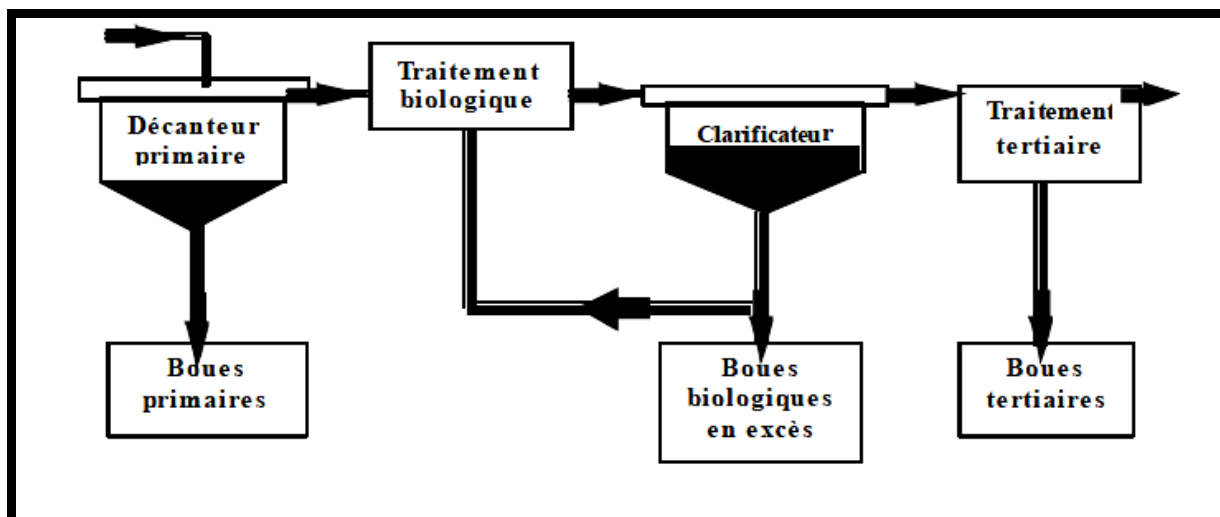 Décanteur
primaire
Traitement
biologique
Clarificateur
Traitement
tertiaire
Boues
primaires
Boues
biologiques
en excès
Boues
tertiaires